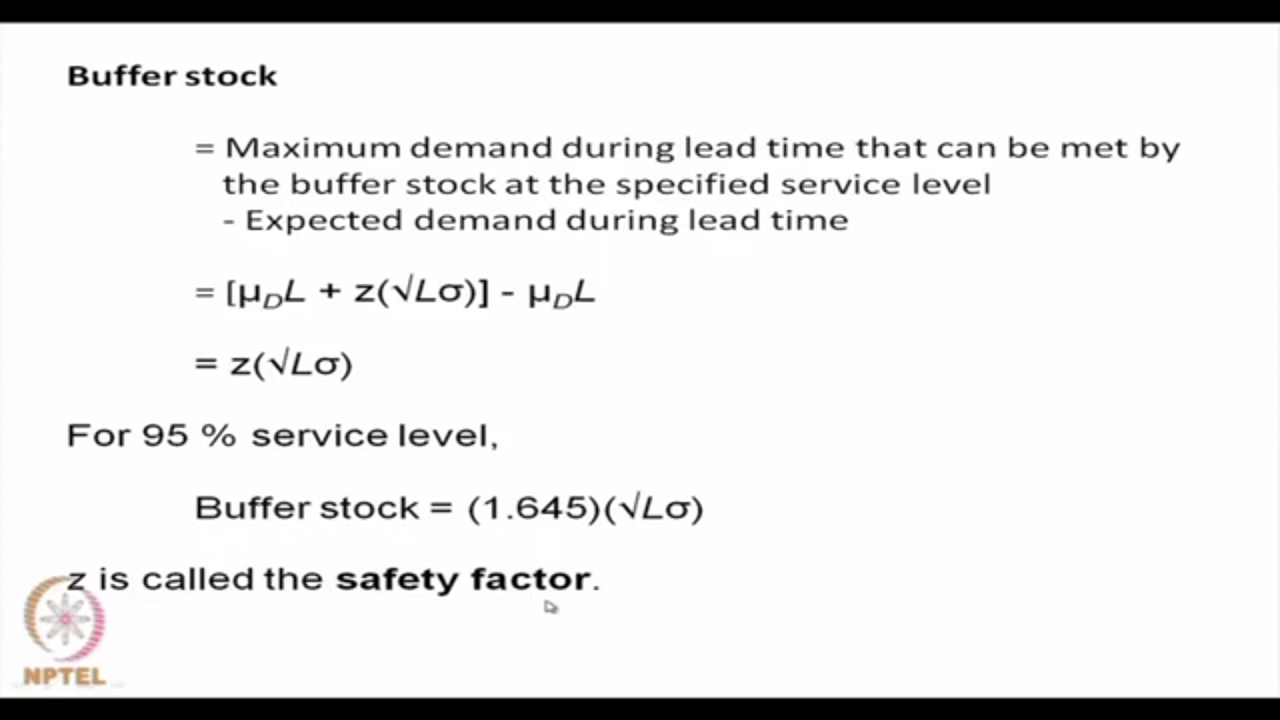 Buffer stock
= Maximum demand during lead time that can be met by
the buffer stock at the specified service level
- Expected demand during lead time
= [μDL + z(√Lσ)] - μDL
= z(√Lσ)
For 95 % service level,
Buffer stock = (1.645)(√Lσ)
z is called the safety factor.
NPTEL